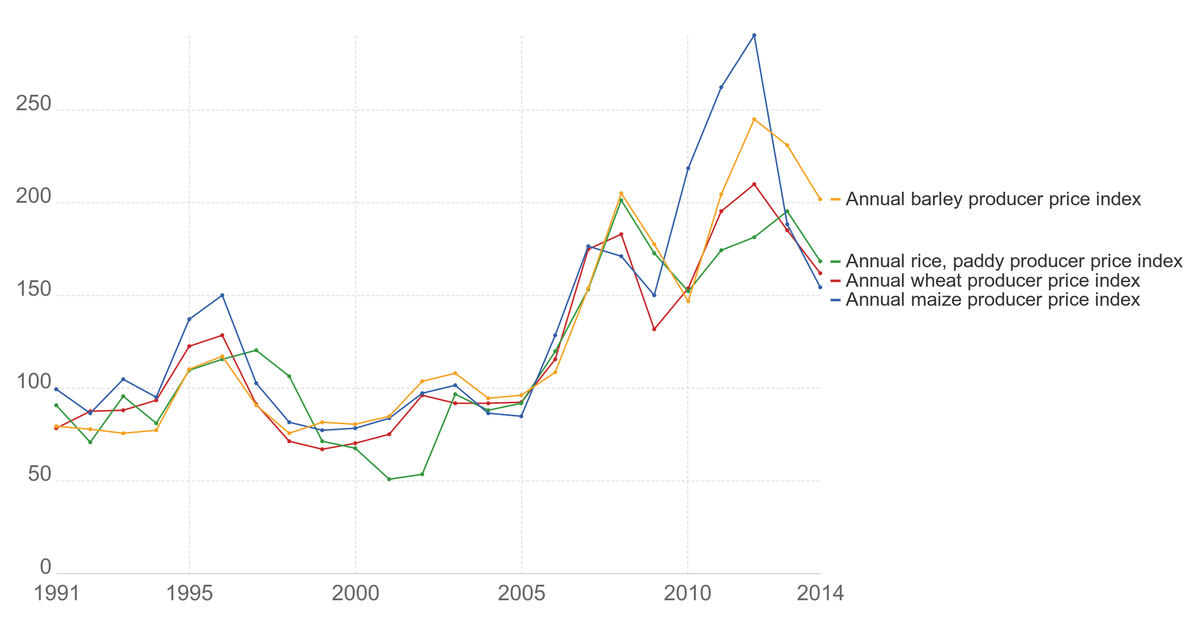 250
200
150
100
50
0
1991 1995 2000 2005 2010 2014
Annual barley producer price index
Annual rice, paddy producer price index
Annual wheat producer price index
Annual maize producer price index